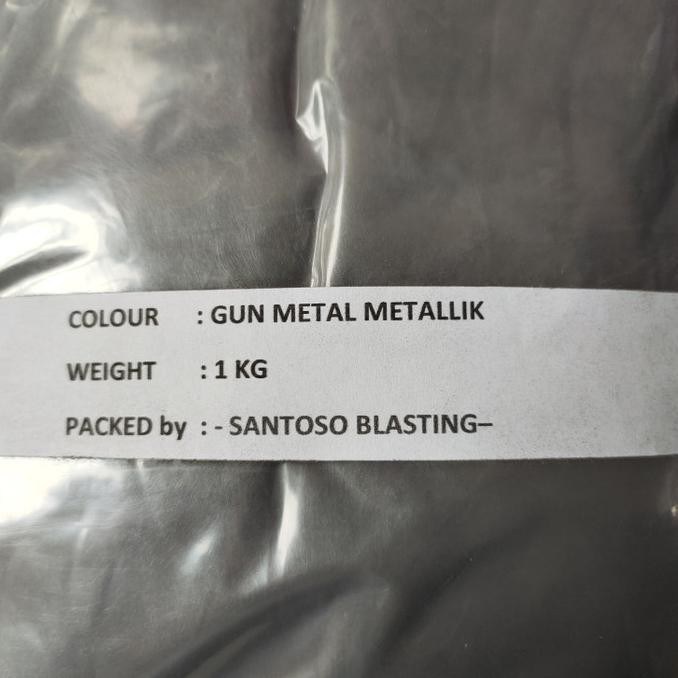 COLOUR : GUN METAL METALLIK
WEIGHT : 1 KG
PACKED by : - SANTOSO BLASTING–